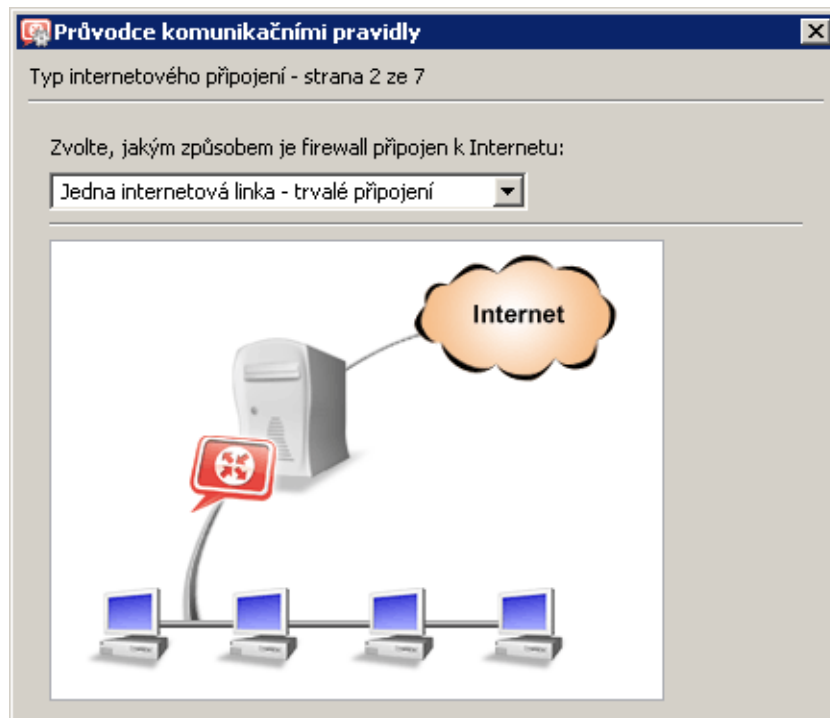 Průvodce komunikačními pravidly
Typ internetového připojení - strana 2 ze 7
Zvolte, jakým způsobem je firewall připojen k Internetu:
Jedna internetová linka - trvalé připojení
Internet